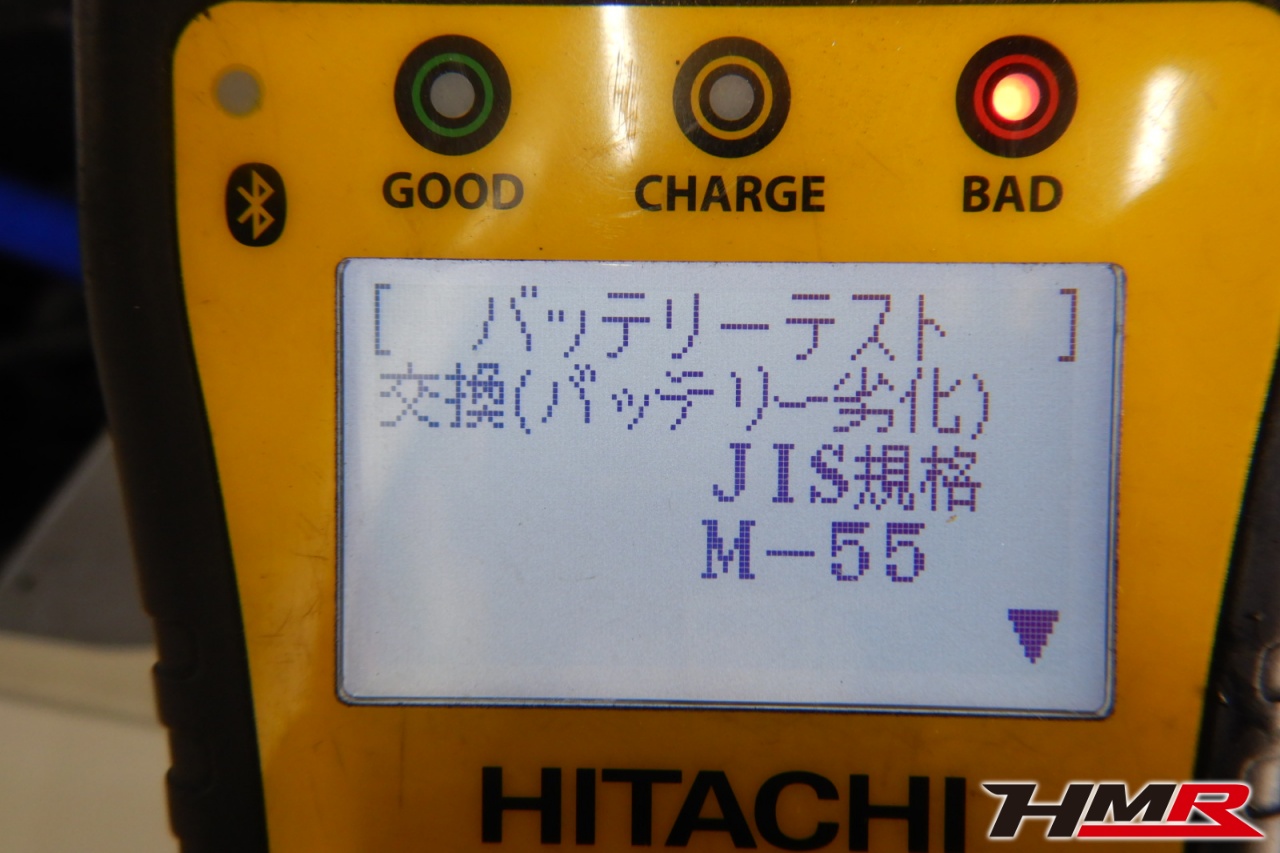 GOOD CHARGE BAD
[ バッテリーテスト ]
交換(バッテリー劣化)
JIS規格
M-55
HITACHI
HMR